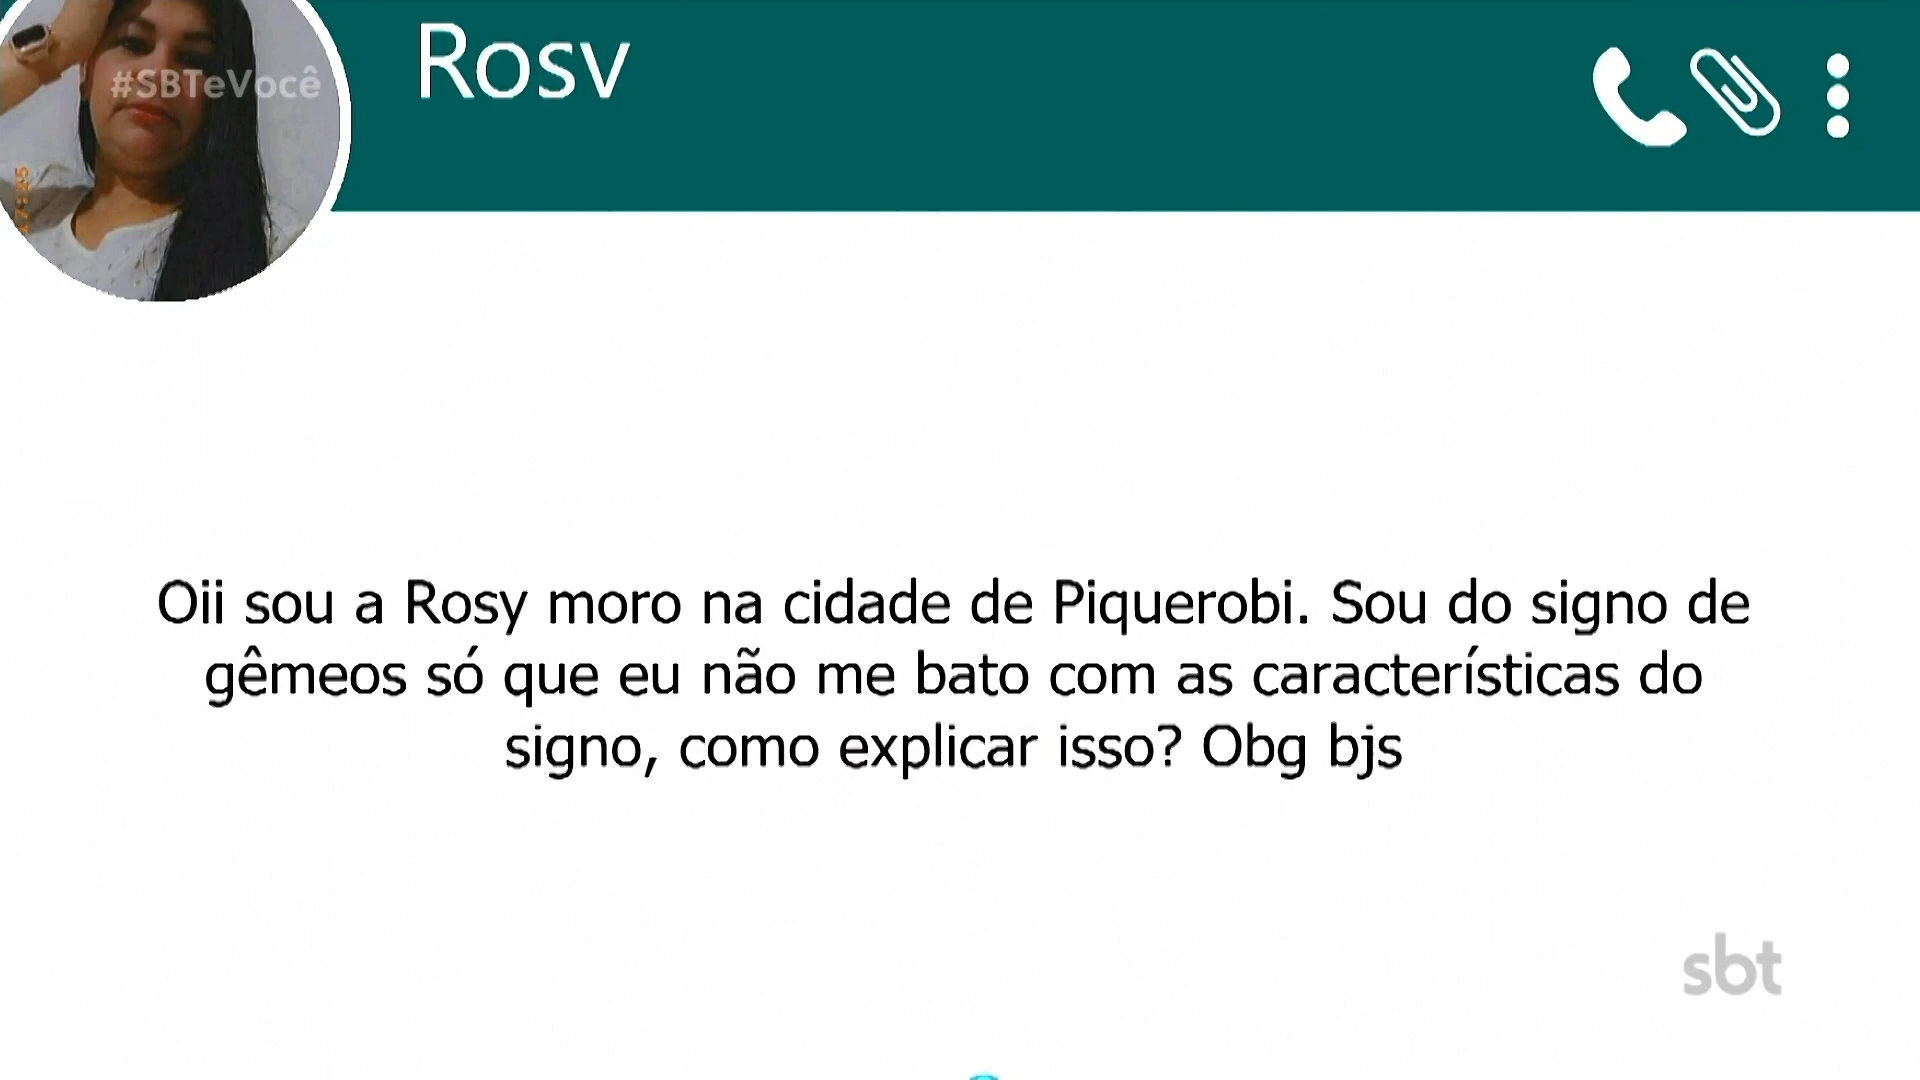 Rosv
#SBTeVocê
Oii sou a Rosy moro na cidade de Piquerobi. Sou do signo de
gêmeos só que eu não me bato com as características do
signo, como explicar isso? Obg bjs
sbt